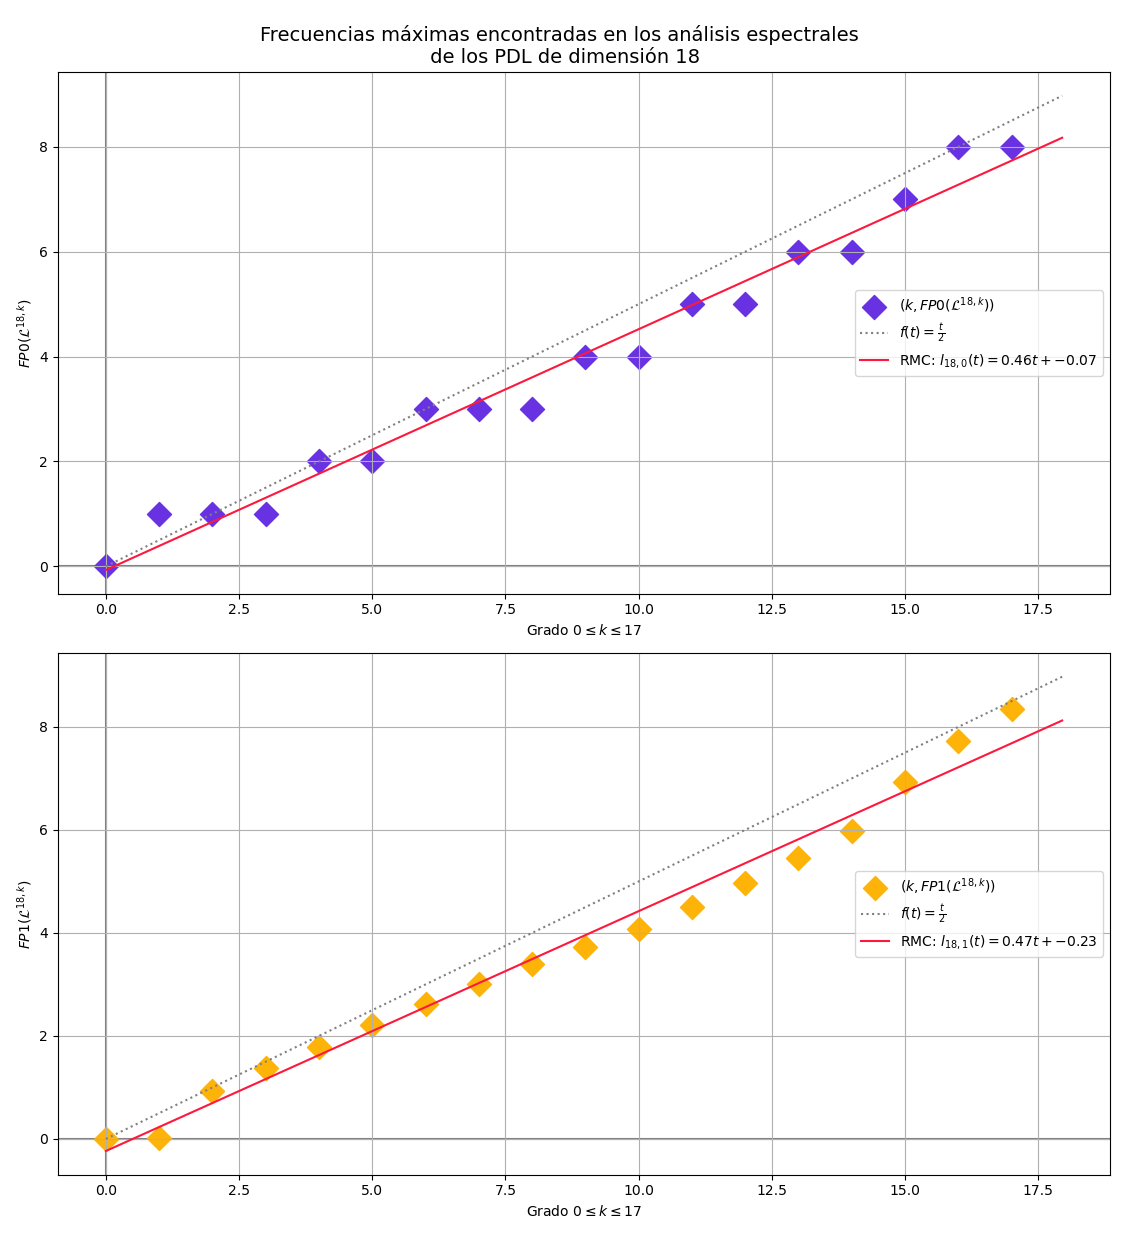 Frecuencias máximas encontradas en los análisis espectrales
de los PDL de dimensión 18
8
6
4
2
0
FP0(ℒ^{18,k})
(k, FP0(ℒ^{18,k}))
f(t) = t/2
RMC: l_{18,0}(t) = 0.46t + −0.07
0.0 2.5 5.0 7.5 10.0 12.5 15.0 17.5
Grado 0 ≤ k ≤ 17
8
6
4
2
0
FP1(ℒ^{18,k})
(k, FP1(ℒ^{18,k}))
f(t) = t/2
RMC: l_{18,1}(t) = 0.47t + −0.23
0.0 2.5 5.0 7.5 10.0 12.5 15.0 17.5
Grado 0 ≤ k ≤ 17